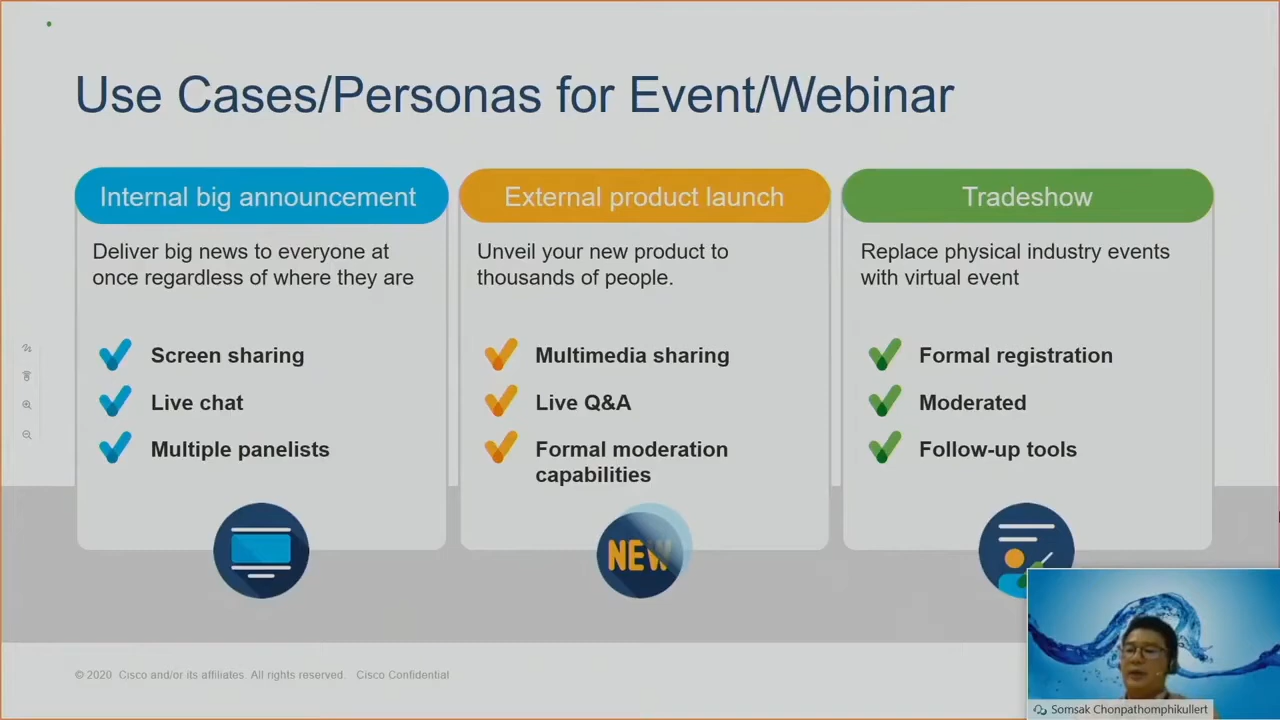 Use Cases/Personas for Event/Webinar
Internal big announcement
Deliver big news to everyone at
once regardless of where they are
Screen sharing
Live chat
Multiple panelists
External product launch
Unveil your new product to
thousands of people.
Multimedia sharing
Live Q&A
Formal moderation
capabilities
NEW
Tradeshow
Replace physical industry events
with virtual event
Formal registration
Moderated
Follow-up tools
© 2020 Cisco and/or its affiliates. All rights reserved. Cisco Confidential
Somsak Chonpathomphikullert